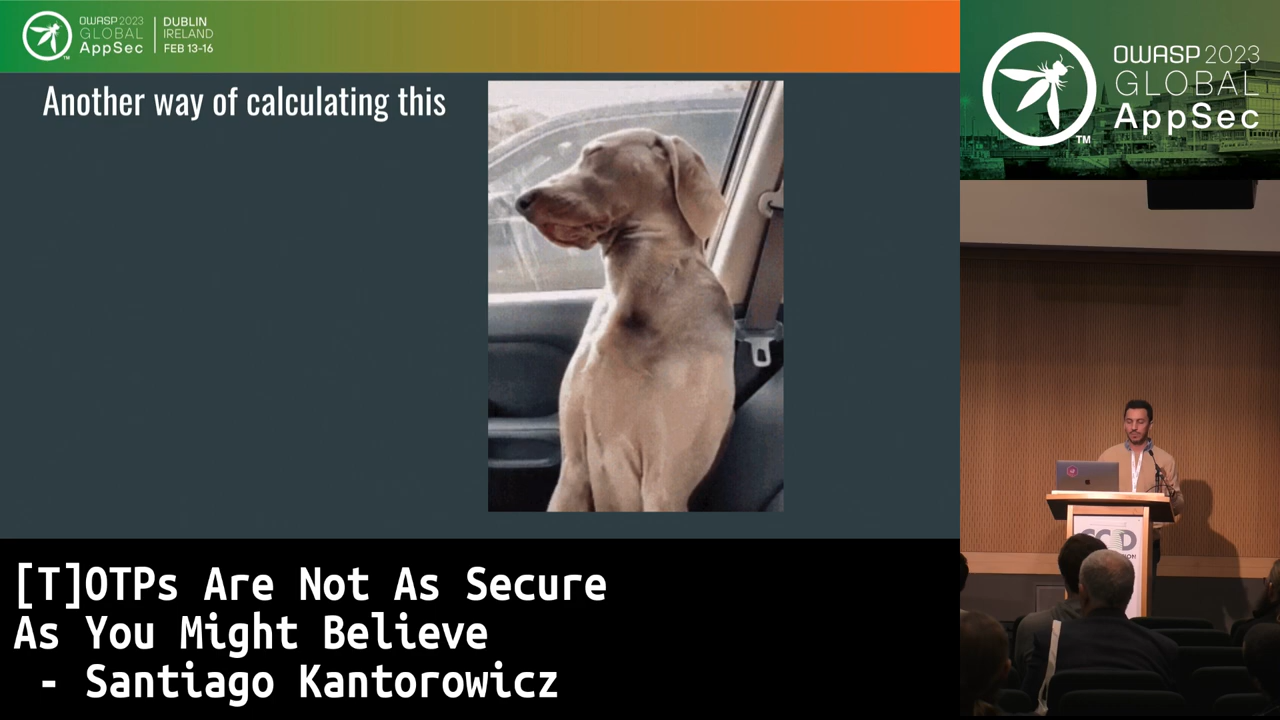 OWASP 2023
GLOBAL
AppSec
DUBLIN
IRELAND
FEB 13-16
Another way of calculating this
[T]OTPs Are Not As Secure
As You Might Believe
- Santiago Kantorowicz
OWASP 2023
GLOBAL
AppSec
TM